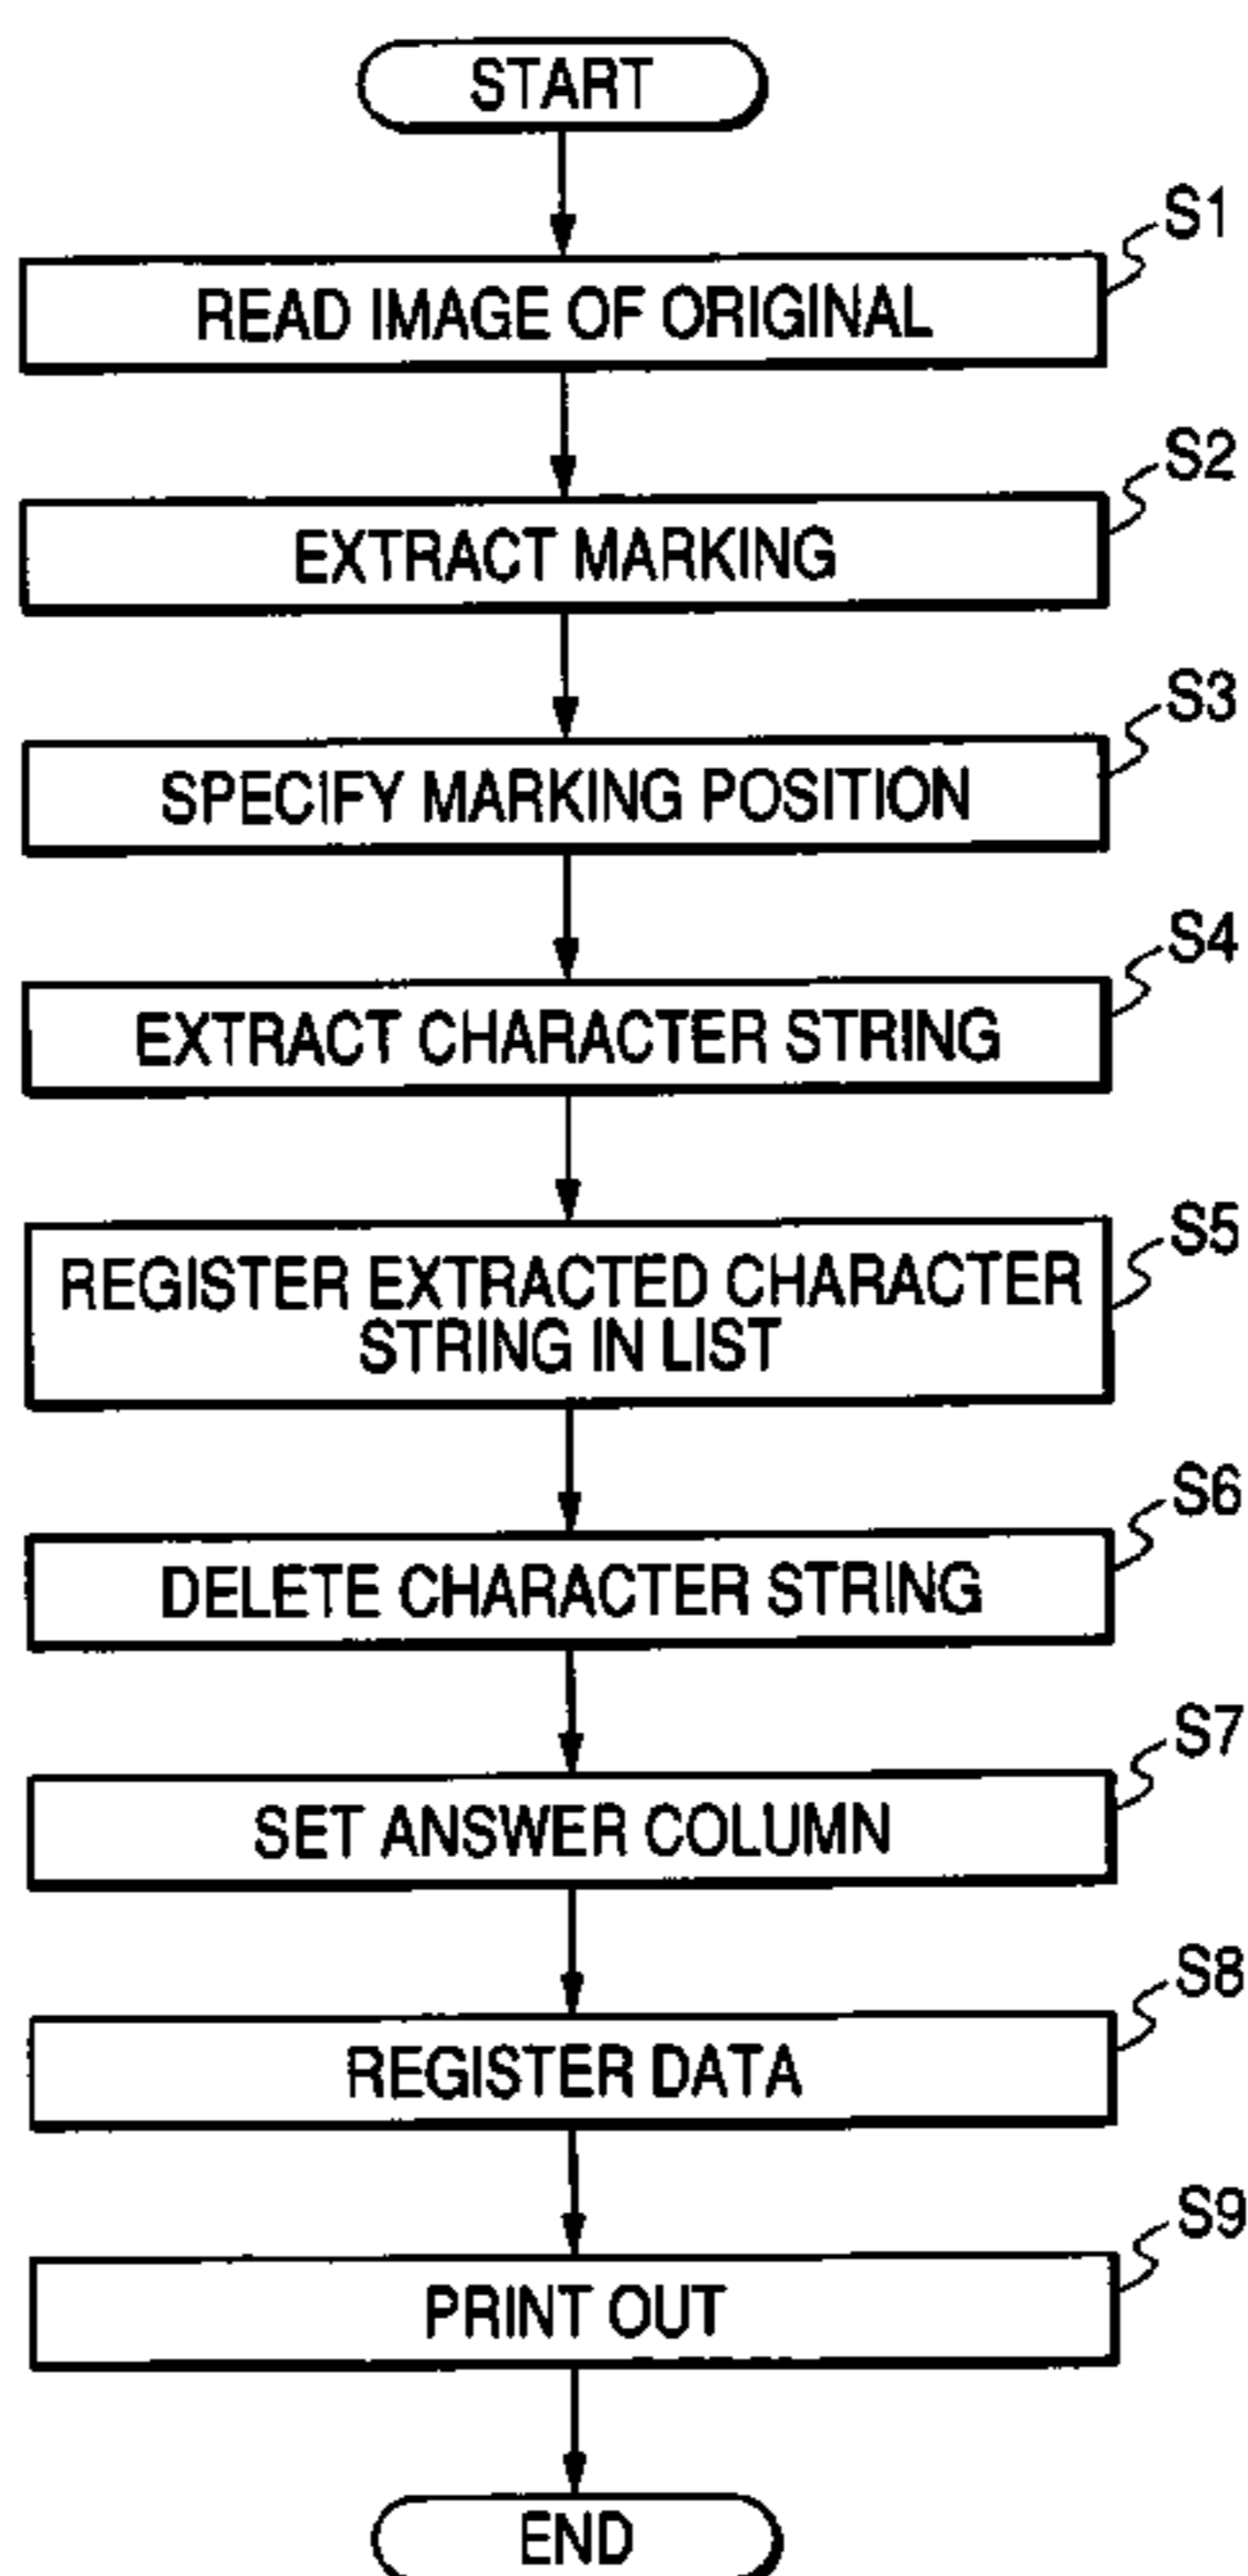 START
S1
READ IMAGE OF ORIGINAL
S2
EXTRACT MARKING
S3
SPECIFY MARKING POSITION
S4
EXTRACT CHARACTER STRING
S5
REGISTER EXTRACTED CHARACTER
STRING IN LIST
S6
DELETE CHARACTER STRING
S7
SET ANSWER COLUMN
S8
REGISTER DATA
S9
PRINT OUT
END